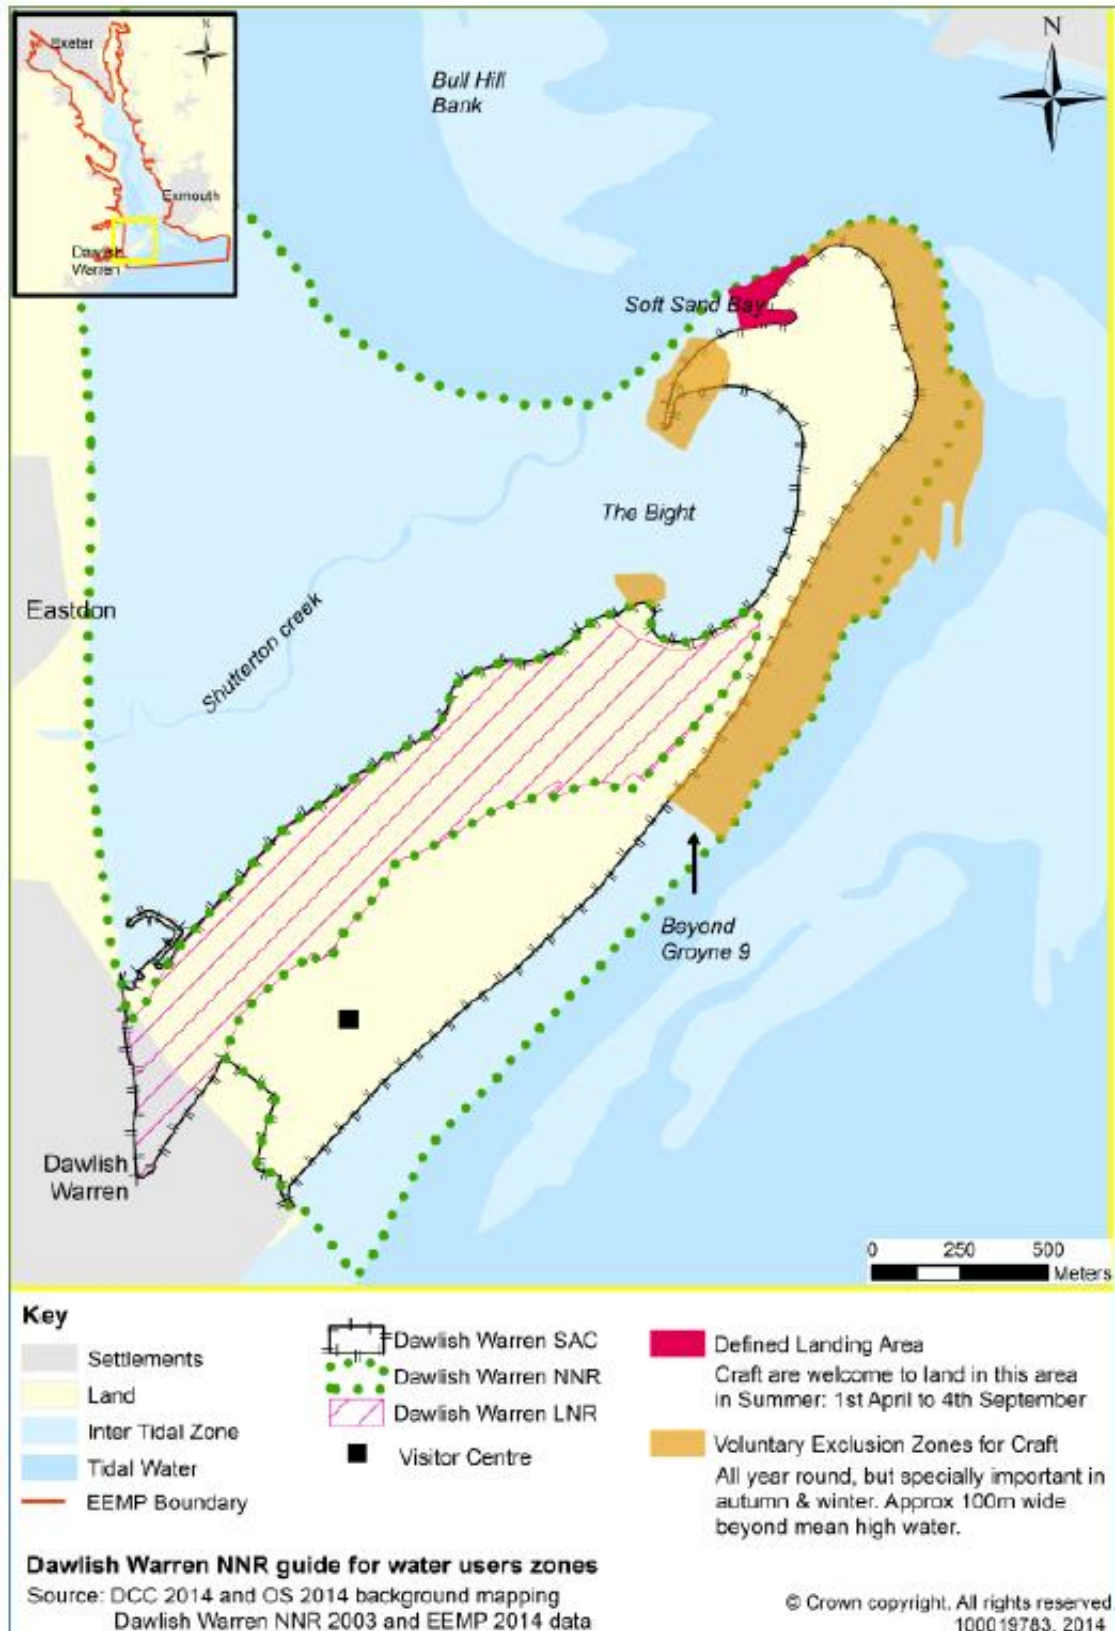 N
Exeter
Exmouth
Dawlish
Warren
Bull Hill
Bank
N
Soft Sand Bay
The Bight
Eastdon
Shutterton creek
Beyond
Groyne 9
Dawlish
Warren
0 250 500
Meters
Key
Settlements
Land
Inter Tidal Zone
Tidal Water
EEMP Boundary
Dawlish Warren SAC
Dawlish Warren NNR
Dawlish Warren LNR
Visitor Centre
Defined Landing Area
Craft are welcome to land in this area
in Summer: 1st April to 4th September
Voluntary Exclusion Zones for Craft
All year round, but specially important in
autumn & winter. Approx 100m wide
beyond mean high water.
Dawlish Warren NNR guide for water users zones
Source: DCC 2014 and OS 2014 background mapping
Dawlish Warren NNR 2003 and EEMP 2014 data
© Crown copyright. All rights reserved.
100019783. 2014